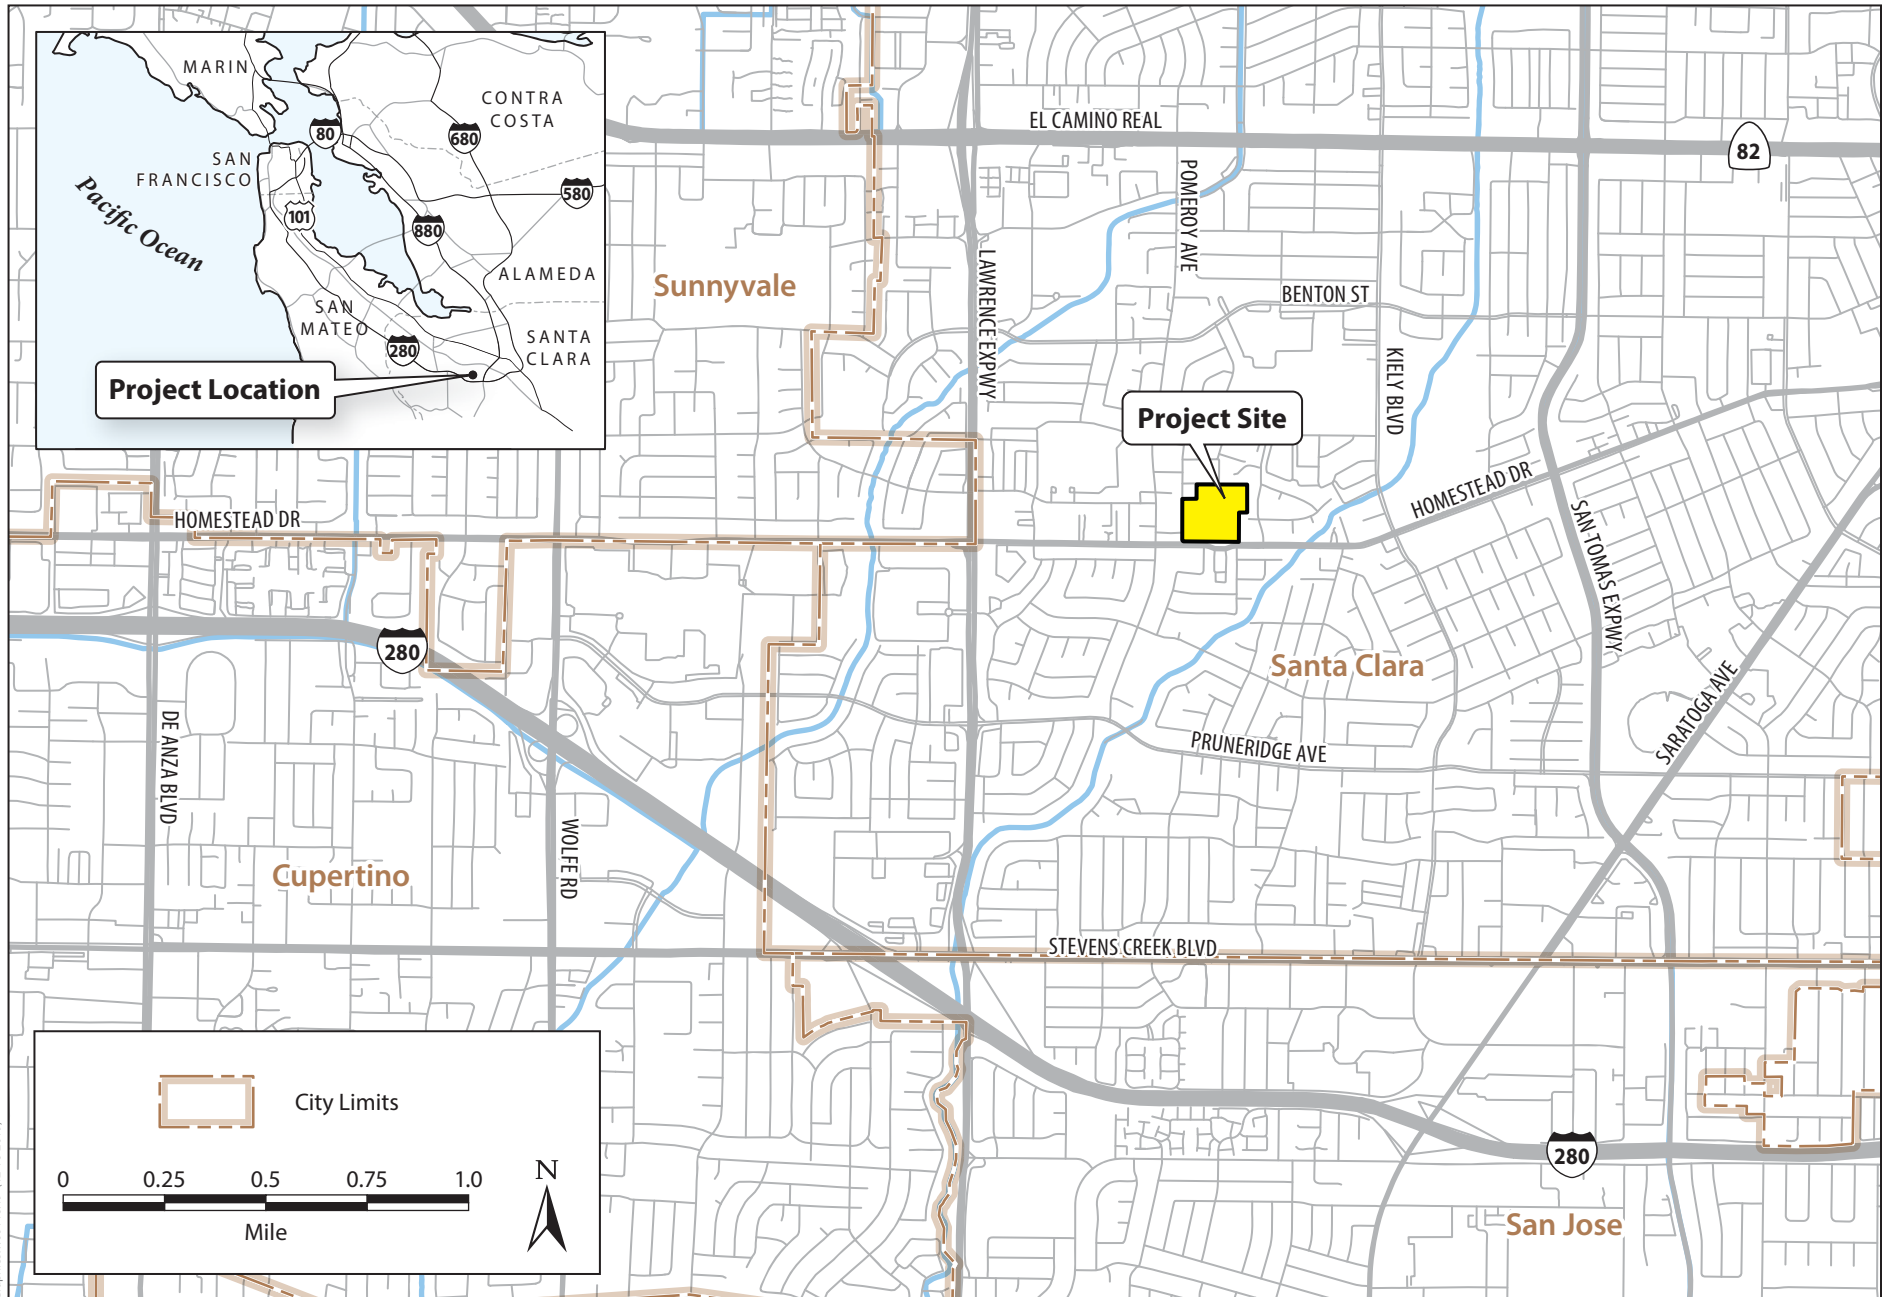 MARIN
CONTRA
COSTA
80
680
SAN
FRANCISCO
580
Pacific Ocean
101
880
ALAMEDA
SAN
MATEO
280
SANTA
CLARA
Project Location
EL CAMINO REAL
82
POMEROY AVE
Sunnyvale
LAWRENCE EXPWY
BENTON ST
KIELY BLVD
Project Site
HOMESTEAD DR
HOMESTEAD DR
SAN TOMAS EXPWY
280
Santa Clara
SARATOGA AVE
DE ANZA BLVD
PRUNERIDGE AVE
WOLFE RD
Cupertino
STEVENS CREEK BLVD
City Limits
0 0.25 0.5 0.75 1.0
Mile
N
280
San Jose